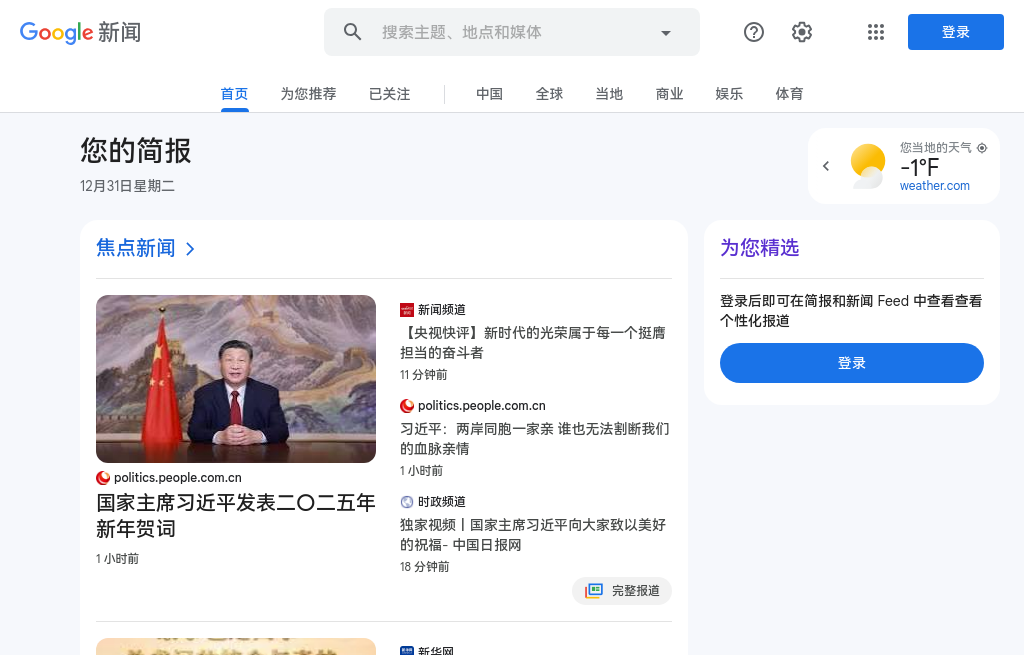 Google 新闻
搜索主题、地点和媒体
登录
首页
为您推荐
已关注
中国
全球
当地
商业
娱乐
体育
您的简报
12月31日星期二
您当地的天气
-1°F
weather.com
焦点新闻
politics.people.com.cn
国家主席习近平发表二〇二五年
新年贺词
1 小时前
新闻频道
【央视快评】新时代的光荣属于每一个挺膺
担当的奋斗者
11 分钟前
politics.people.com.cn
习近平：两岸同胞一家亲 谁也无法割断我们
的血脉亲情
1 小时前
时政频道
独家视频丨国家主席习近平向大家致以美好
的祝福- 中国日报网
18 分钟前
完整报道
新华网
为您精选
登录后即可在简报和新闻 Feed 中查看查看
个性化报道
登录